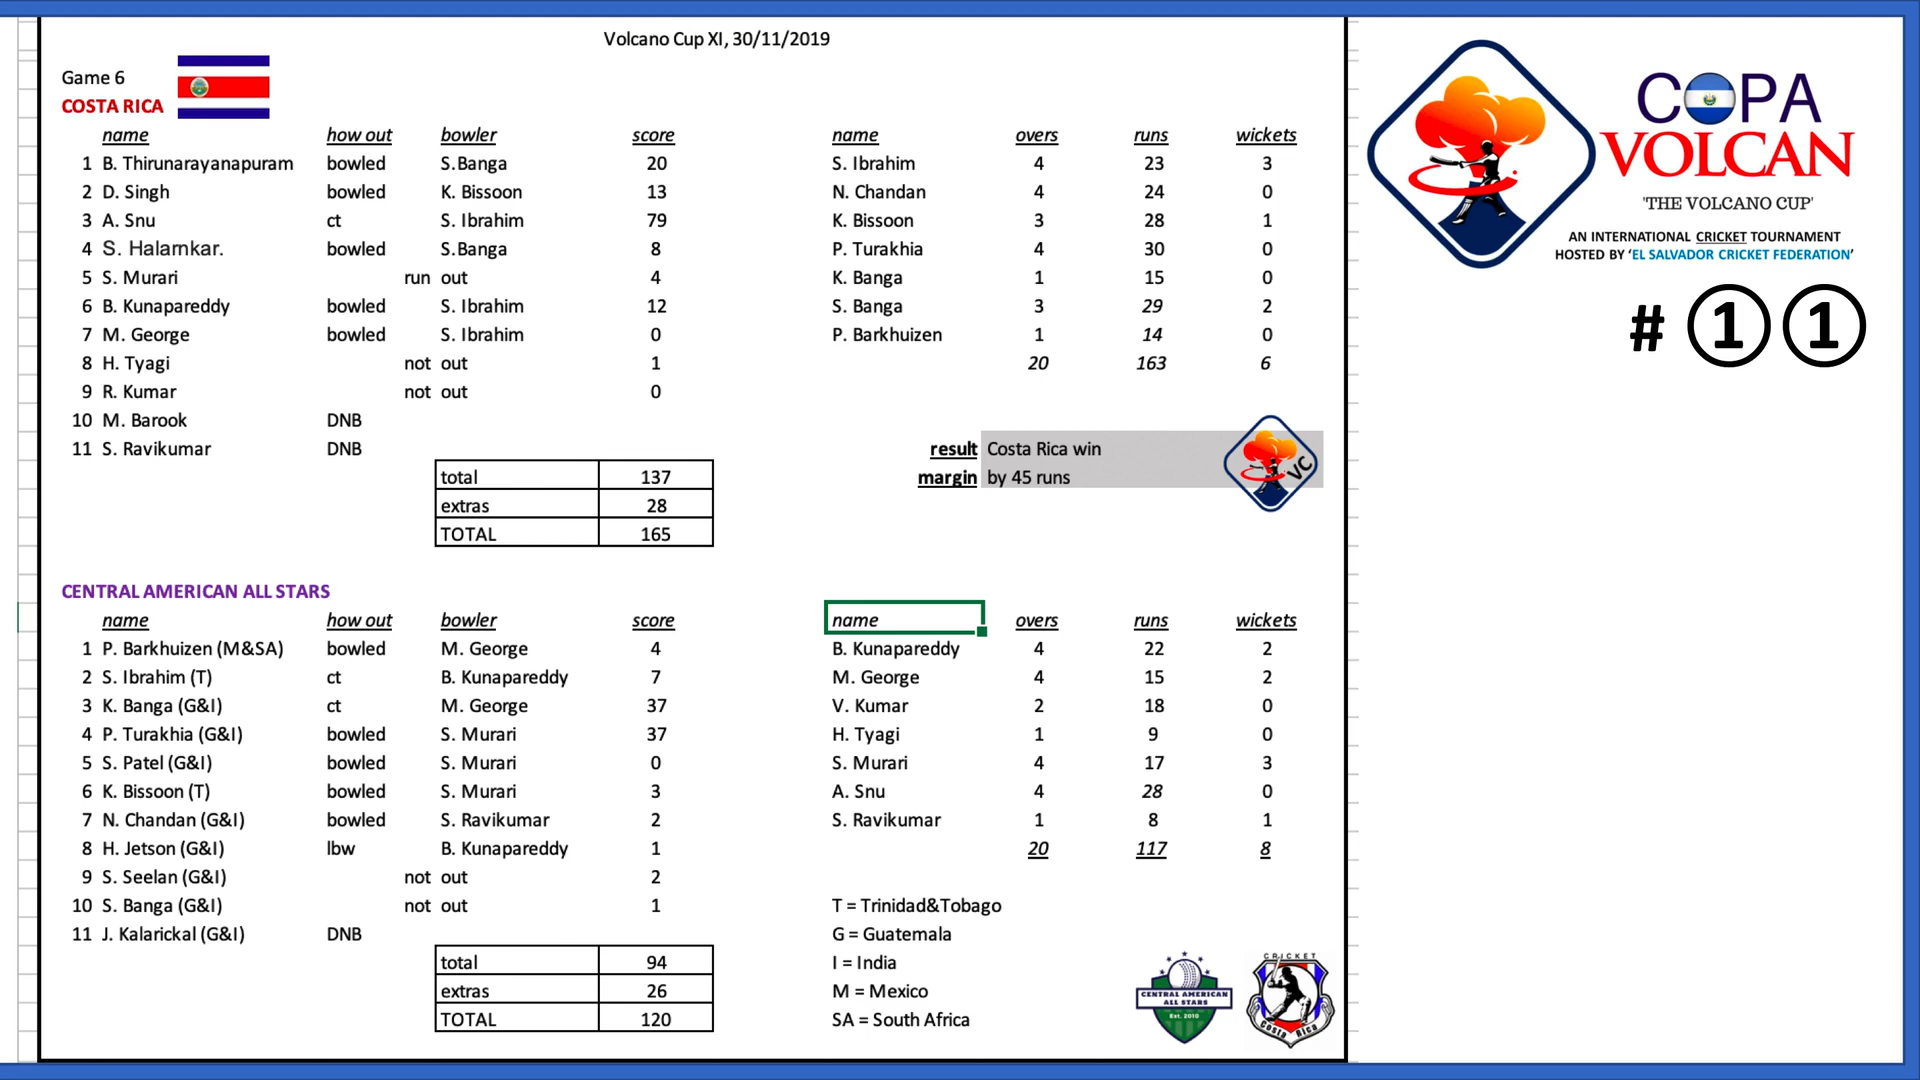 Volcano Cup XI, 30/11/2019
Game 6
COSTA RICA
name how out bowler score
1 B. Thirunarayanapuram bowled S.Banga 20
2 D. Singh bowled K. Bissoon 13
3 A. Snu ct S. Ibrahim 79
4 S. Halarnkar. bowled S.Banga 8
5 S. Murari run out 4
6 B. Kunapareddy bowled S. Ibrahim 12
7 M. George bowled S. Ibrahim 0
8 H. Tyagi not out 1
9 R. Kumar not out 0
10 M. Barook DNB
11 S. Ravikumar DNB
total 137
extras 28
TOTAL 165
name overs runs wickets
S. Ibrahim 4 23 3
N. Chandan 4 24 0
K. Bissoon 3 28 1
P. Turakhia 4 30 0
K. Banga 1 15 0
S. Banga 3 29 2
P. Barkhuizen 1 14 0
20 163 6
result Costa Rica win
margin by 45 runs
VC
CENTRAL AMERICAN ALL STARS
name how out bowler score
1 P. Barkhuizen (M&SA) bowled M. George 4
2 S. Ibrahim (T) ct B. Kunapareddy 7
3 K. Banga (G&I) ct M. George 37
4 P. Turakhia (G&I) bowled S. Murari 37
5 S. Patel (G&I) bowled S. Murari 0
6 K. Bissoon (T) bowled S. Murari 3
7 N. Chandan (G&I) bowled S. Ravikumar 2
8 H. Jetson (G&I) lbw B. Kunapareddy 1
9 S. Seelan (G&I) not out 2
10 S. Banga (G&I) not out 1
11 J. Kalarickal (G&I) DNB
total 94
extras 26
TOTAL 120
name overs runs wickets
B. Kunapareddy 4 22 2
M. George 4 15 2
V. Kumar 2 18 0
H. Tyagi 1 9 0
S. Murari 4 17 3
A. Snu 4 28 0
S. Ravikumar 1 8 1
20 117 8
T = Trinidad&Tobago
G = Guatemala
I = India
M = Mexico
SA = South Africa
CENTRAL AMERICAN
ALL STARS
Est. 2010
CRICKET
Costa Rica
COPA
VOLCAN
'THE VOLCANO CUP'
AN INTERNATIONAL CRICKET TOURNAMENT
HOSTED BY ‘EL SALVADOR CRICKET FEDERATION’
# ① ①